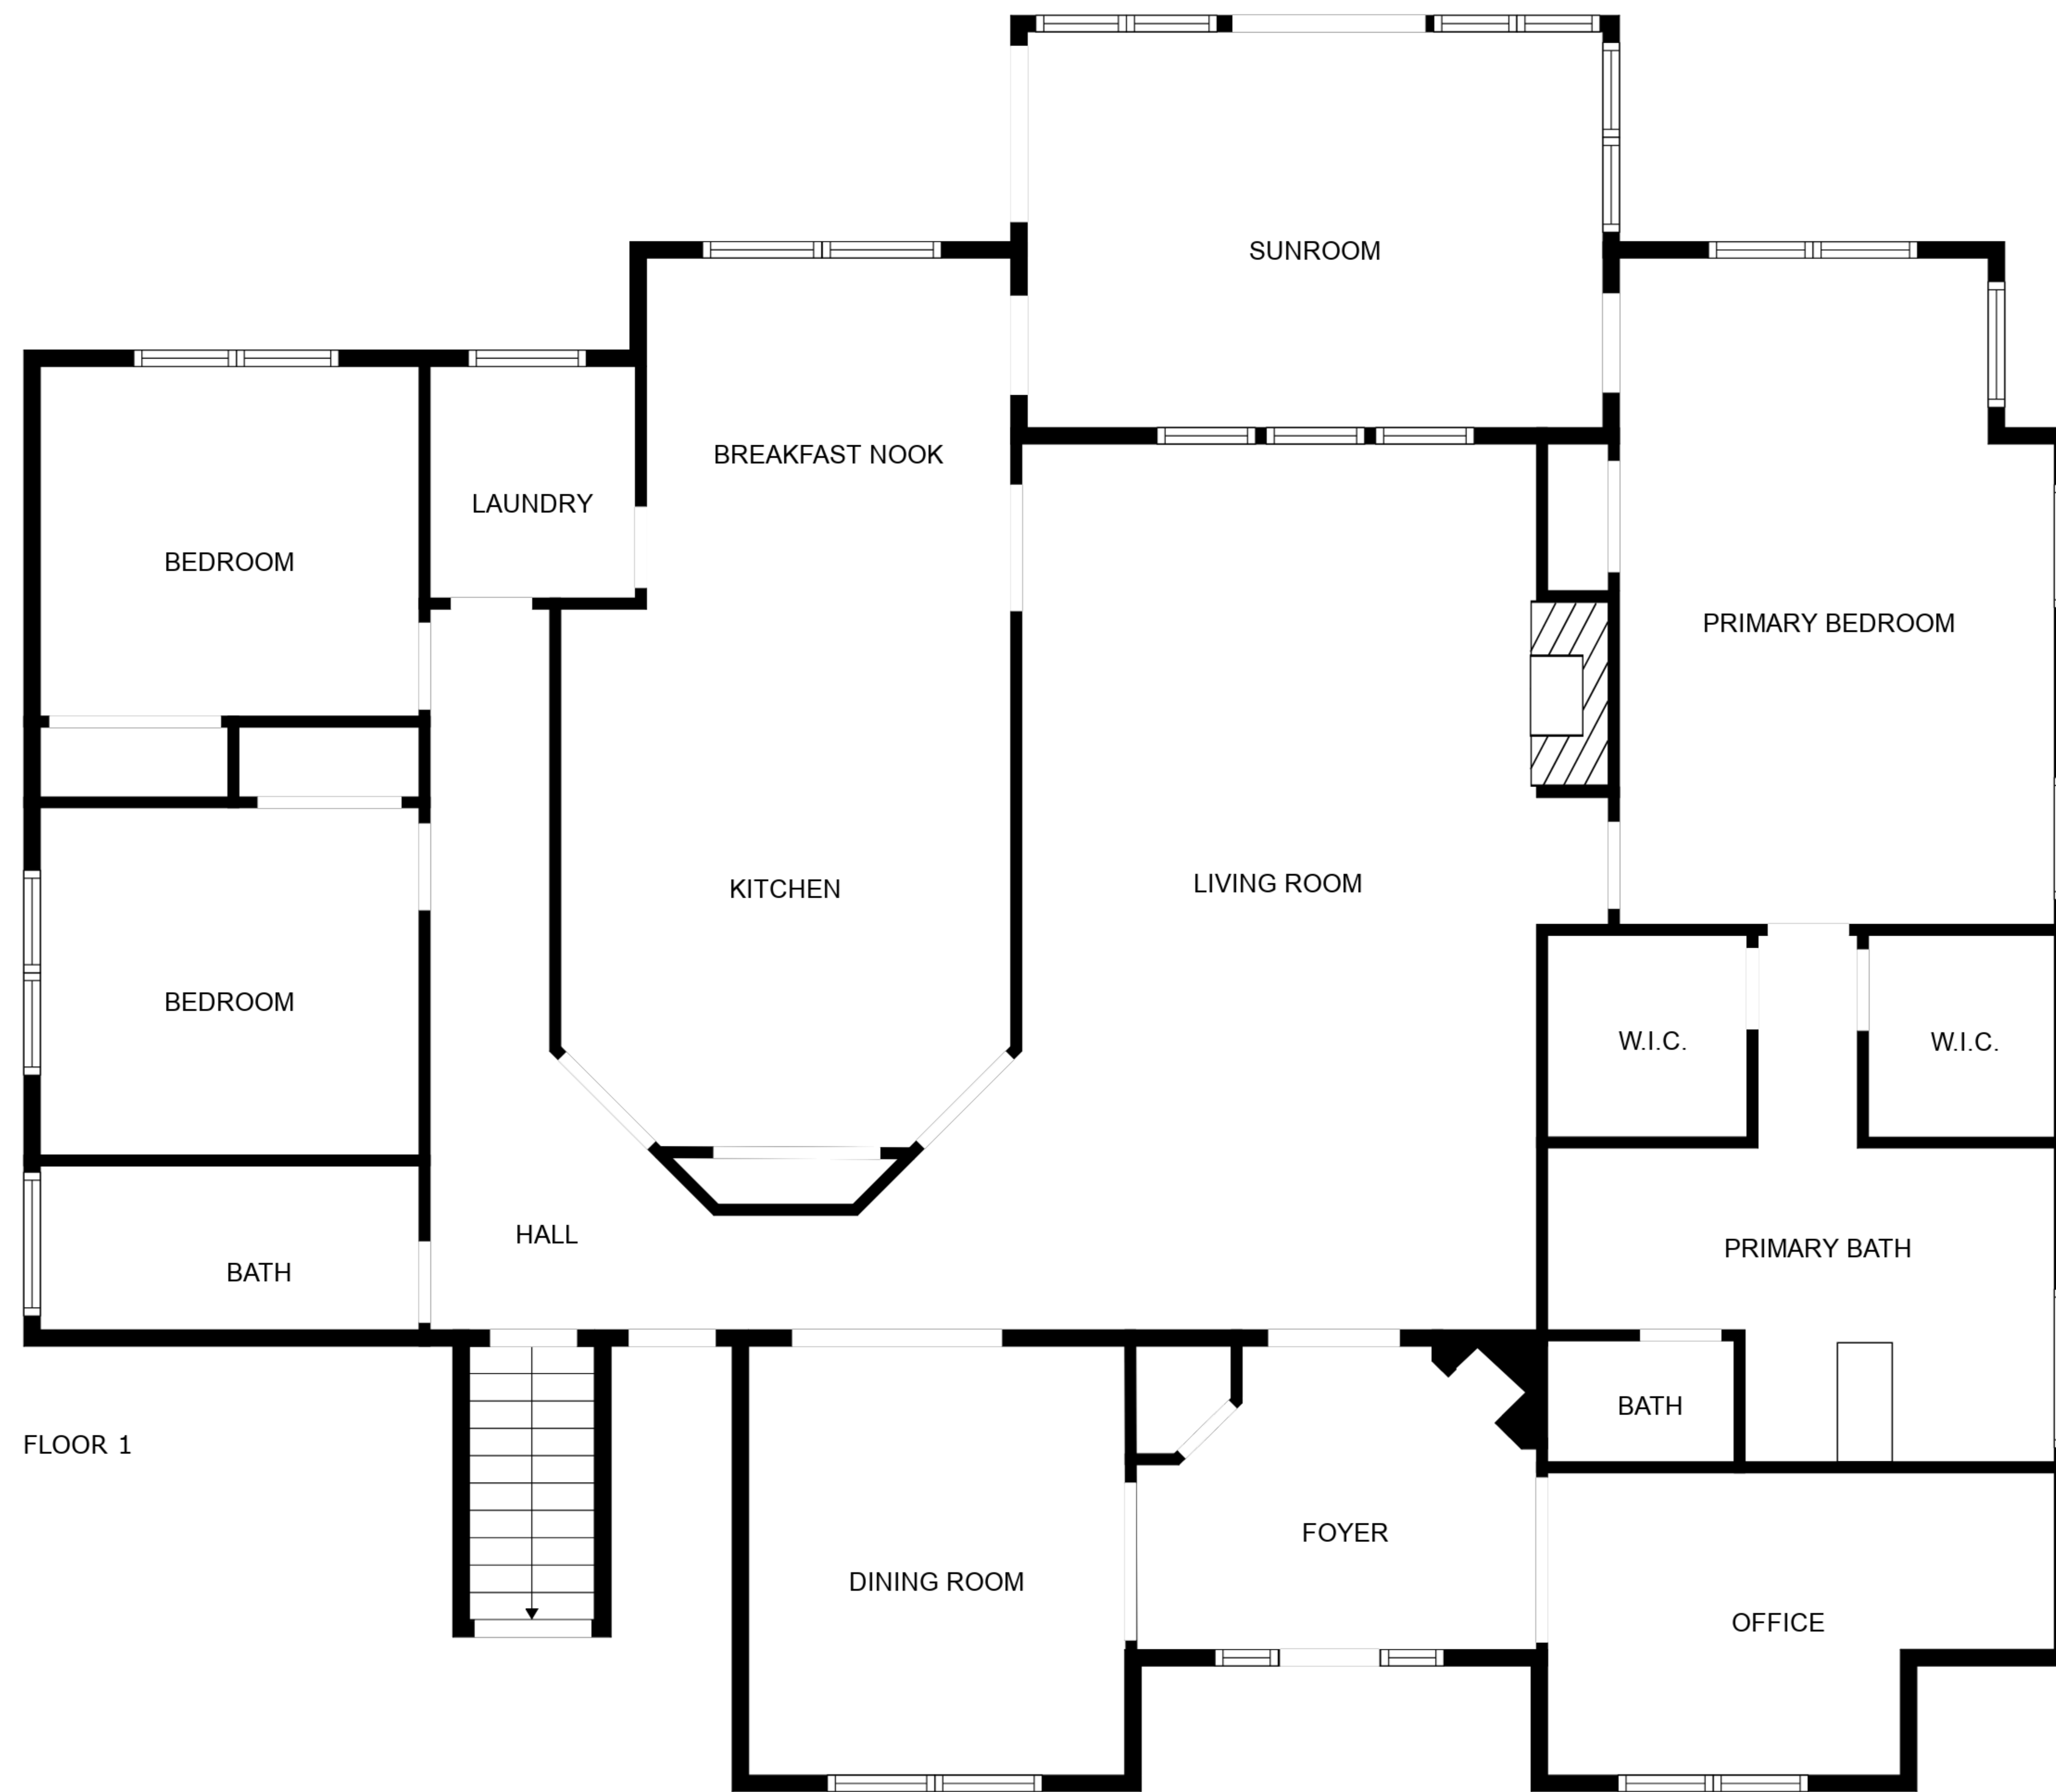 SUNROOM
BREAKFAST NOOK
LAUNDRY
BEDROOM
PRIMARY BEDROOM
KITCHEN
LIVING ROOM
BEDROOM
W.I.C.
W.I.C.
HALL
PRIMARY BATH
BATH
BATH
FLOOR 1
FOYER
DINING ROOM
OFFICE